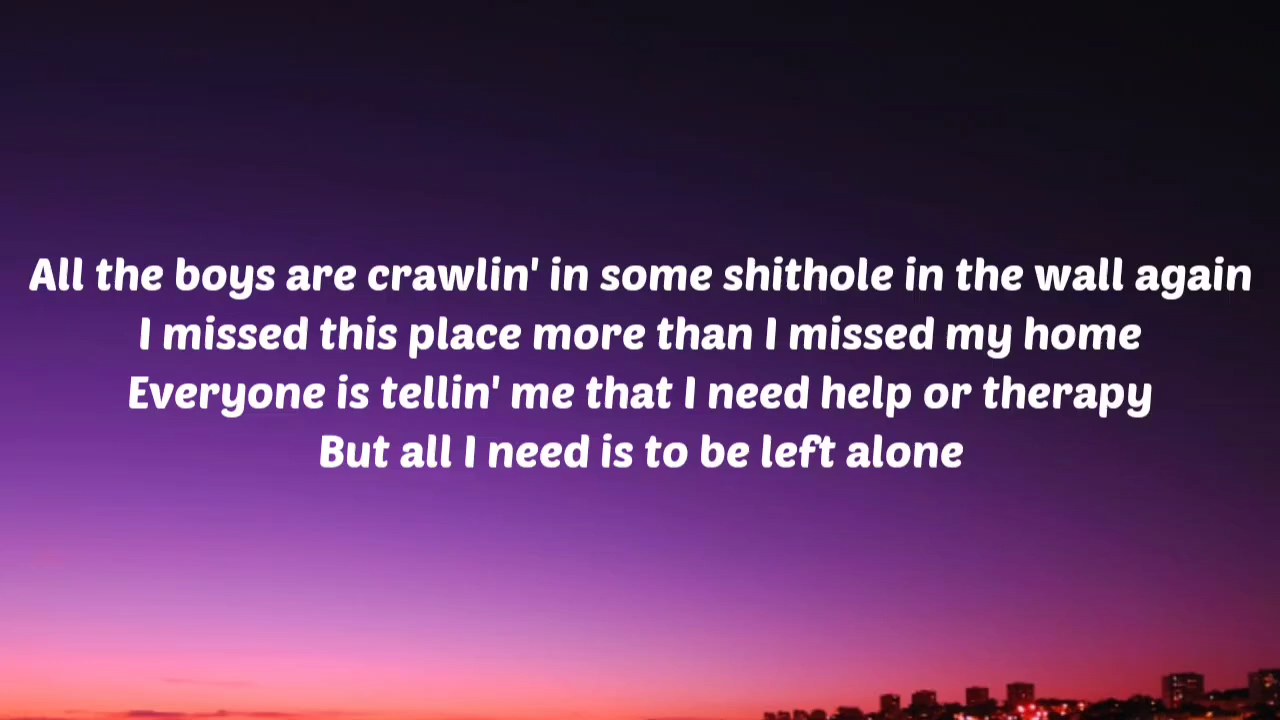 All the boys are crawlin' in some shithole in the wall again
I missed this place more than I missed my home
Everyone is tellin' me that I need help or therapy
But all I need is to be left alone